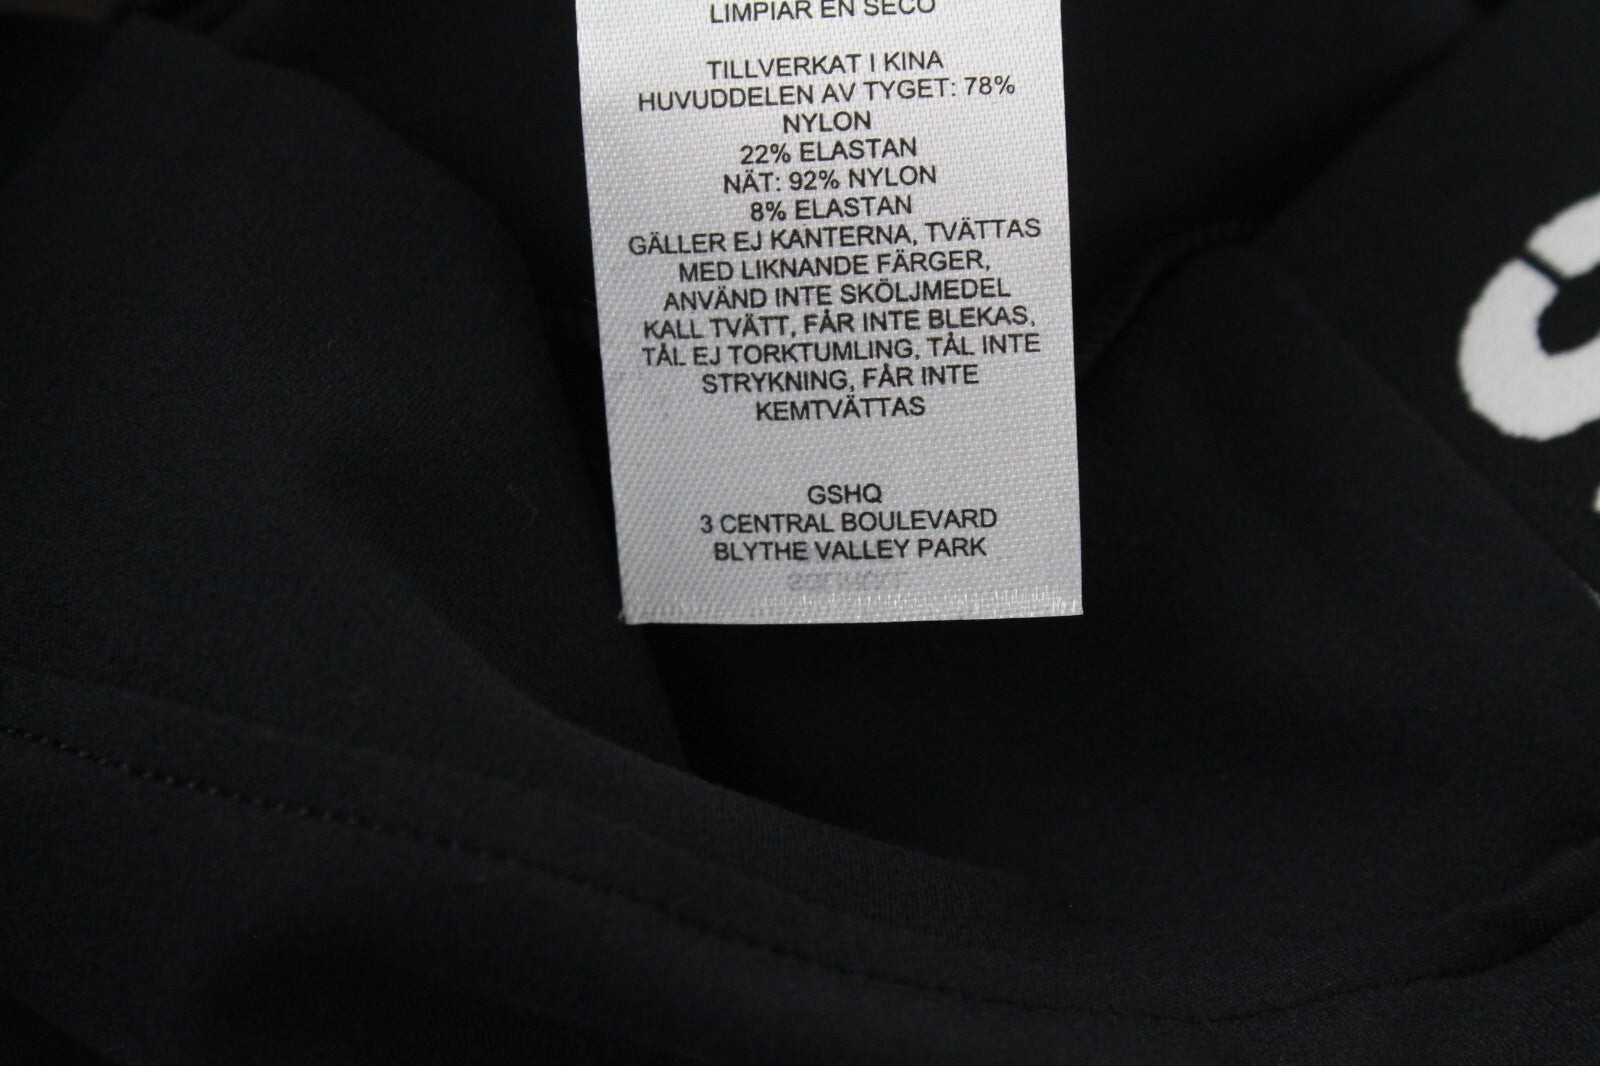 LIMPIAR EN SECO
TILLVERKAT I KINA
HUVUDDELEN AV TYGET: 78%
NYLON
22% ELASTAN
NÄT: 92% NYLON
8% ELASTAN
GÄLLER EJ KANTERNA, TVÄTTAS
MED LIKNANDE FÄRGER,
ANVÄND INTE SKÖLJMEDEL
KALL TVÄTT, FÅR INTE BLEKAS,
TÅL EJ TORKTUMLING, TÅL INTE
STRYKNING, FÅR INTE
KEMTVÄTTAS
GSHQ
3 CENTRAL BOULEVARD
BLYTHE VALLEY PARK